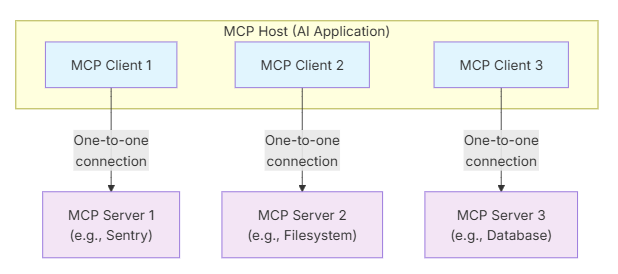 MCP Host (AI Application)
MCP Client 1
MCP Client 2
MCP Client 3
One-to-one
connection
One-to-one
connection
One-to-one
connection
MCP Server 1
(e.g., Sentry)
MCP Server 2
(e.g., Filesystem)
MCP Server 3
(e.g., Database)